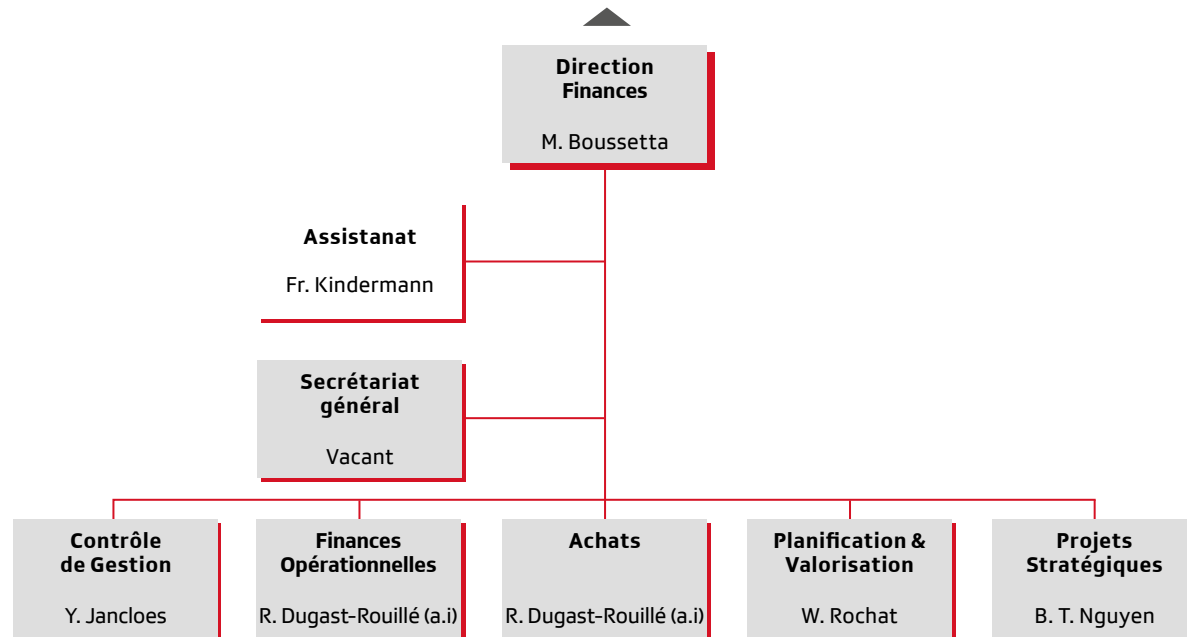 Direction
Finances
M. Boussetta
Assistanat
Fr. Kindermann
Secrétariat
général
Vacant
Contrôle
de Gestion
Y. Jancloes
Finances
Opérationnelles
R. Dugast-Rouillé (a.i)
Achats
R. Dugast-Rouillé (a.i)
Planification &
Valorisation
W. Rochat
Projets
Stratégiques
B. T. Nguyen